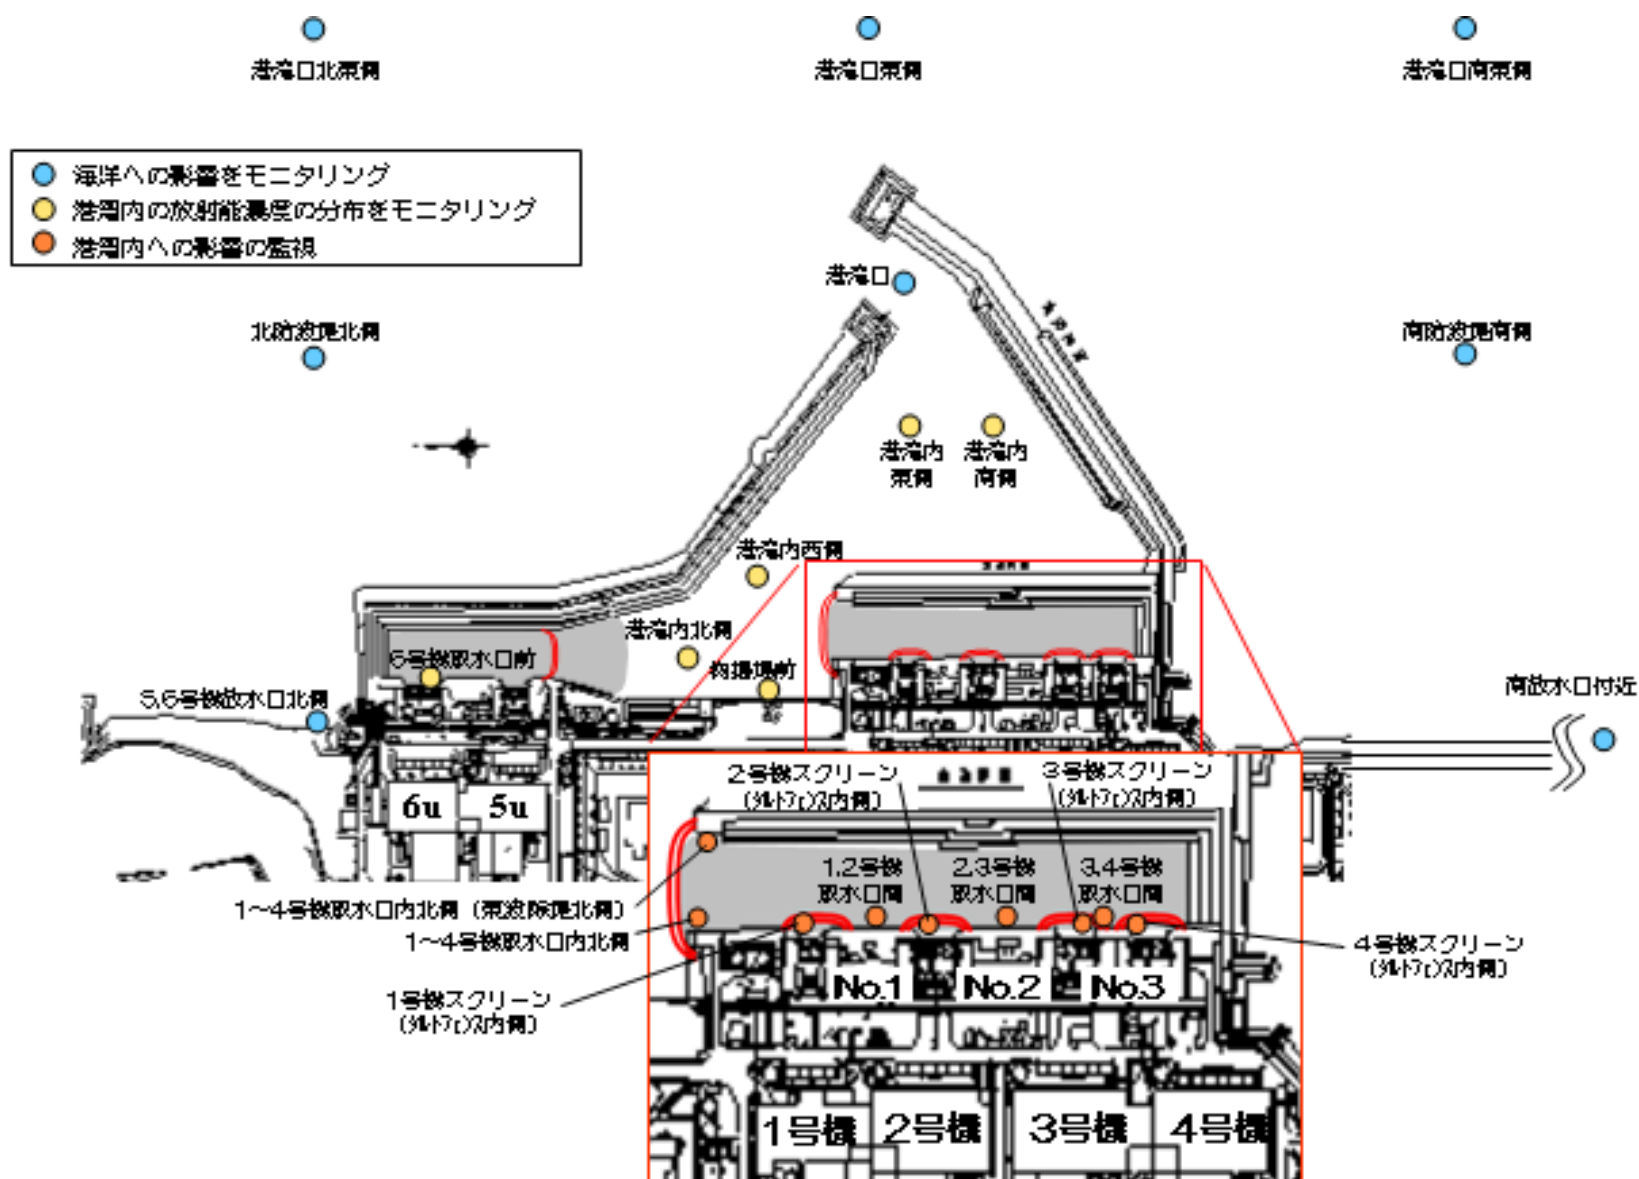 港湾口北東側
港湾口東側
港湾口南東側
海洋への影響をモニタリング
港湾内の放射能濃度の分布をモニタリング
港湾内への影響の監視
港湾口
北防波堤北側
南防波堤南側
港湾内
東側
港湾内
南側
港湾内西側
港湾内北側
6号機取水口前
物揚場前
5,6号機放水口北側
南放水口付近
6u
5u
2号機スクリーン
(シルトフェンス内側)
3号機スクリーン
(シルトフェンス内側)
1,2号機
取水口間
2,3号機
取水口間
3,4号機
取水口間
1～4号機取水口内北側（東波除堤北側）
1～4号機取水口内北側
4号機スクリーン
(シルトフェンス内側)
1号機スクリーン
(シルトフェンス内側)
No.1
No.2
No.3
1号機
2号機
3号機
4号機